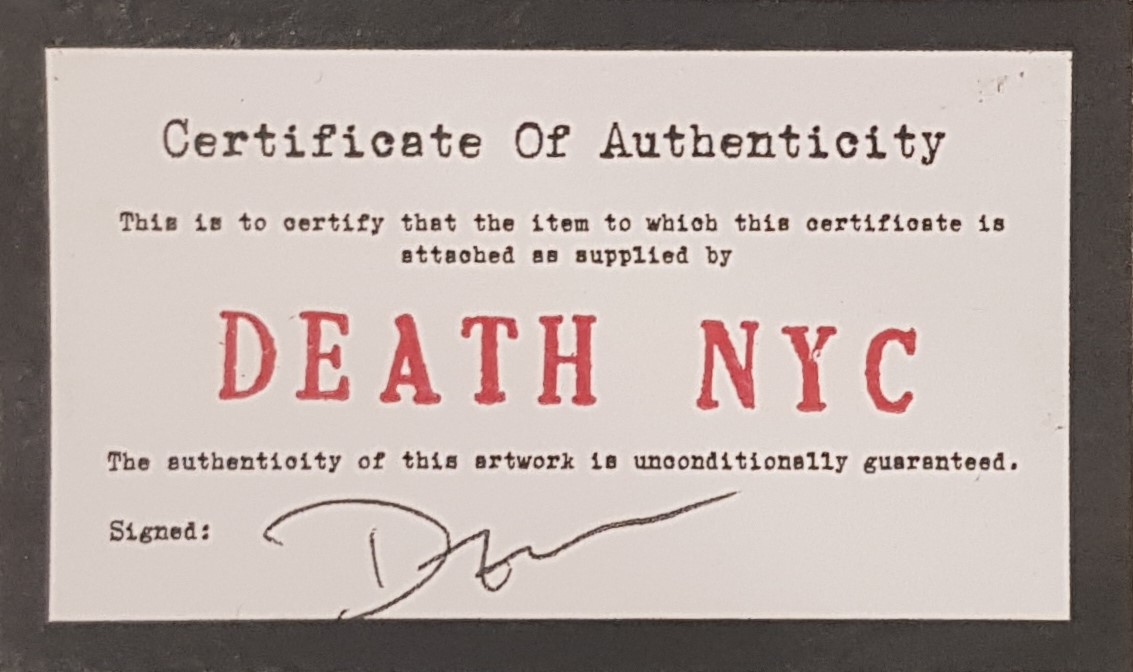 Certificate Of Authenticity
This is to certify that the item to which this certificate is
attached as supplied by
DEATH NYC
The authenticity of this artwork is unconditionally guaranteed.
Signed: